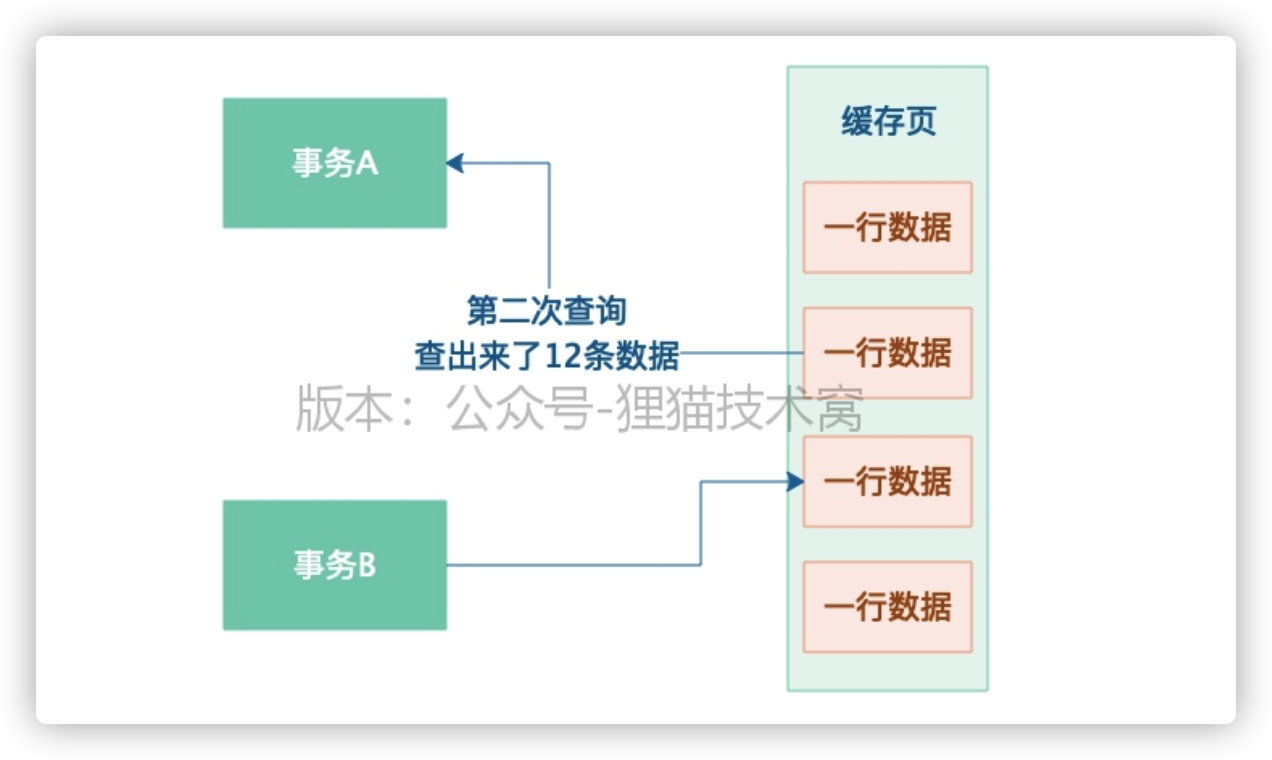 事务A
第二次查询
查出来了12条数据
事务B
缓存页
一行数据
一行数据
一行数据
一行数据
版本：公众号-狸猫技术窝